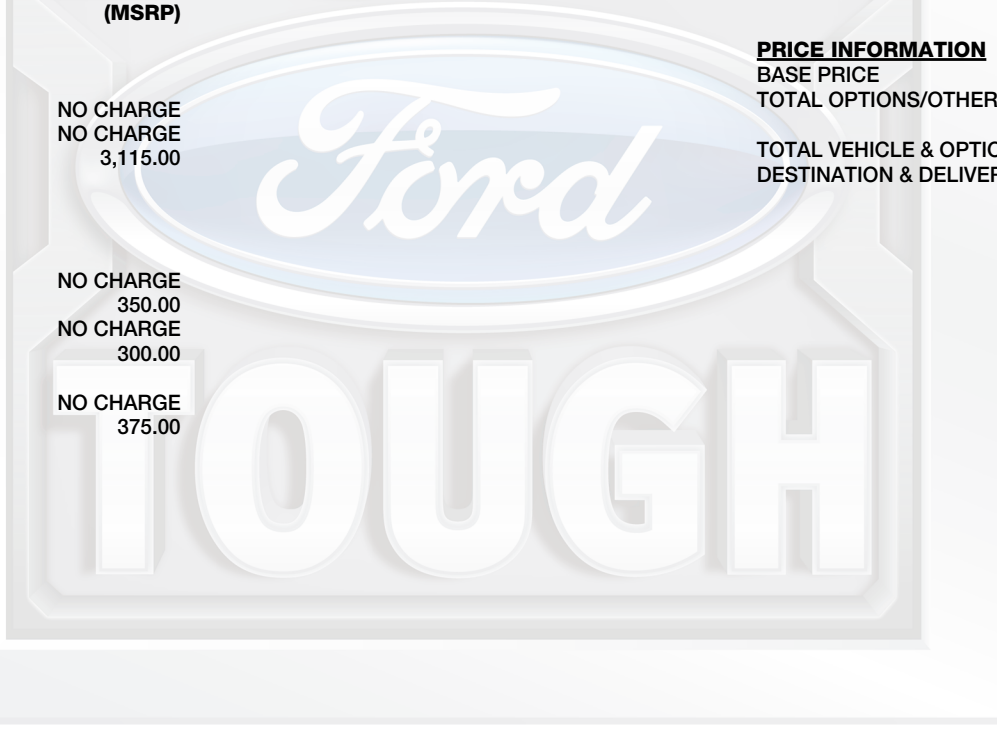 (MSRP)
NO CHARGE
NO CHARGE
3,115.00
NO CHARGE
350.00
NO CHARGE
300.00
NO CHARGE
375.00
PRICE INFORMATION
BASE PRICE
TOTAL OPTIONS/OTHER
TOTAL VEHICLE & OPTIO
DESTINATION & DELIVER
Ford
TOUGH